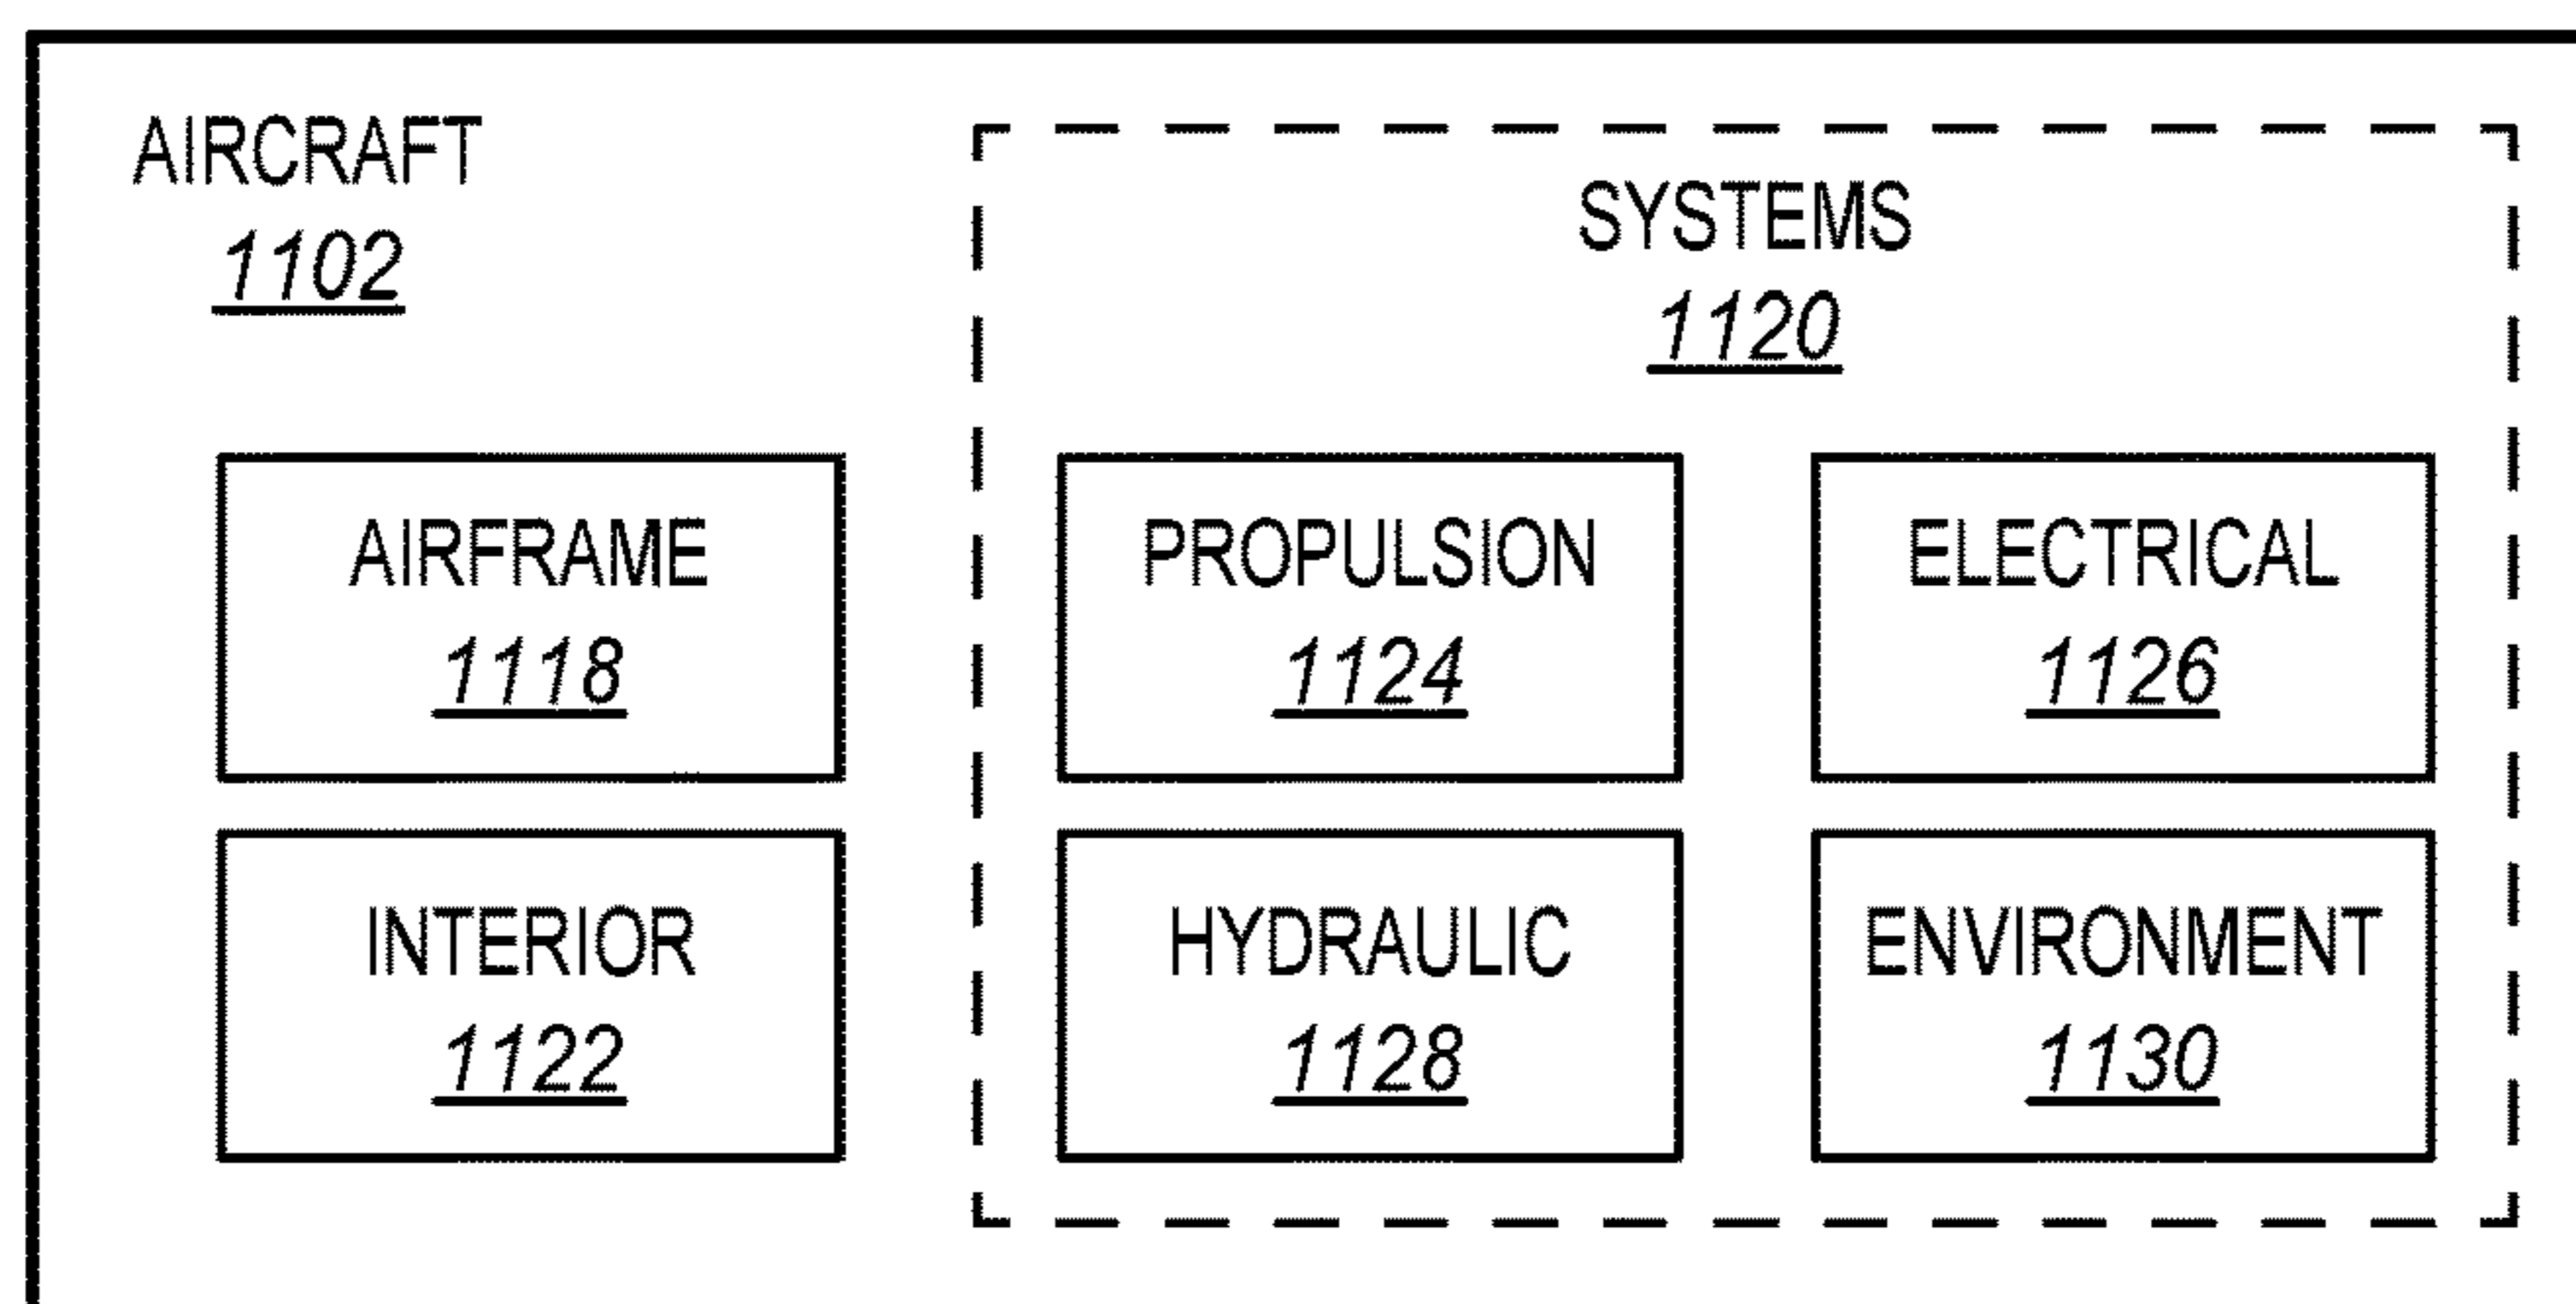 AIRCRAFT
1102
SYSTEMS
1120
AIRFRAME
1118
PROPULSION
1124
ELECTRICAL
1126
INTERIOR
1122
HYDRAULIC
1128
ENVIRONMENT
1130